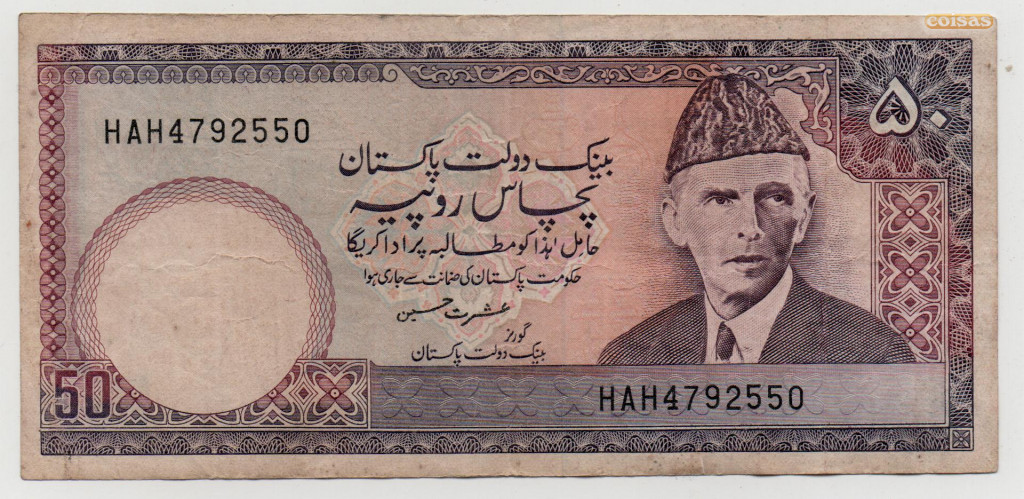 coisas
۵۰
HAH4792550
بینک دولت پاکستان
پچاس روپیہ
حامل ہٰذا کو مطالبہ پر ادا کریگا
حکومت پاکستان کی ضمانت سے جاری ہوا
عشرت حسین
گورنر
بینک دولت پاکستان
50
HAH4792550